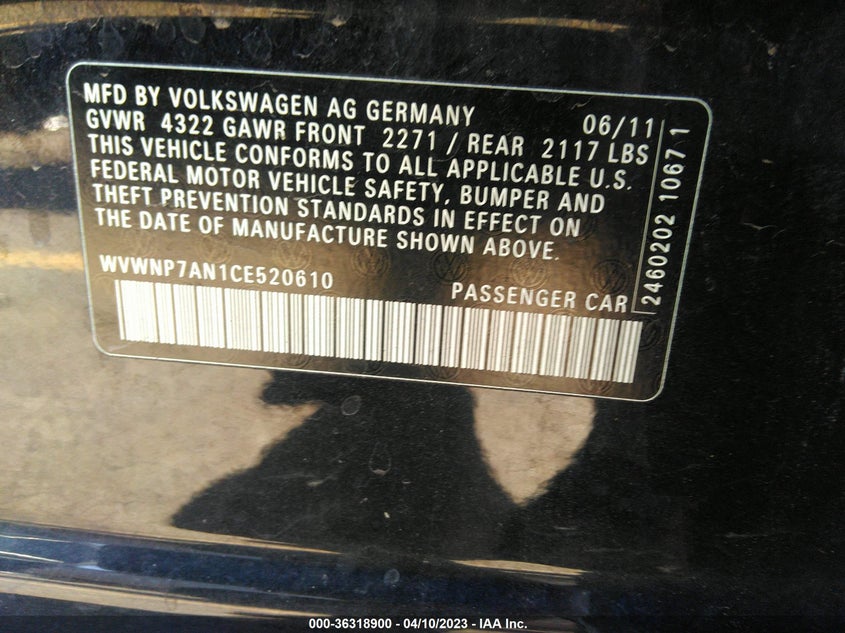 MFD BY VOLKSWAGEN AG GERMANY 06/11
GVWR 4322 GAWR FRONT 2271 / REAR 2117 LBS
THIS VEHICLE CONFORMS TO ALL APPLICABLE U.S.
FEDERAL MOTOR VEHICLE SAFETY, BUMPER AND
THEFT PREVENTION STANDARDS IN EFFECT ON
THE DATE OF MANUFACTURE SHOWN ABOVE.
WVWNP7AN1CE520610 PASSENGER CAR
2460202 1067 1
000-36318900 - 04/10/2023 - IAA Inc.